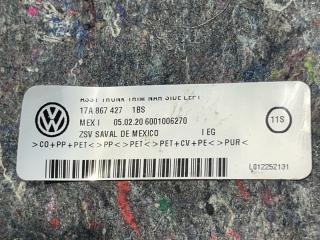 ASSY TRUNK TRIM NAR SIDE LEFT
17A 867 427 1BS
MEX I 05.02.20 6001006270
ZSV SAVAL DE MEXICO I EG
>CO+PP+PET<>PP<>PET<>PET+CV+PE<>PUR<
11S
L012252131